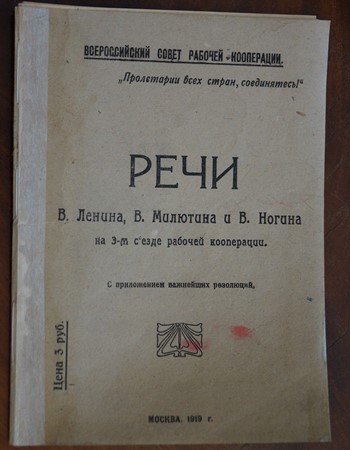 ВСЕРОССИЙСКИЙ СОВЕТ РАБОЧЕЙ КООПЕРАЦИИ.
„Пролетарии всех стран, соединятесь!“
РЕЧИ
В. Ленина, В. Милютина и В. Ногина
на 3-м с'езде рабочей кооперации.
С приложением важнейших резолюций.
Цена 3 руб.
МОСКВА. 1919 г.